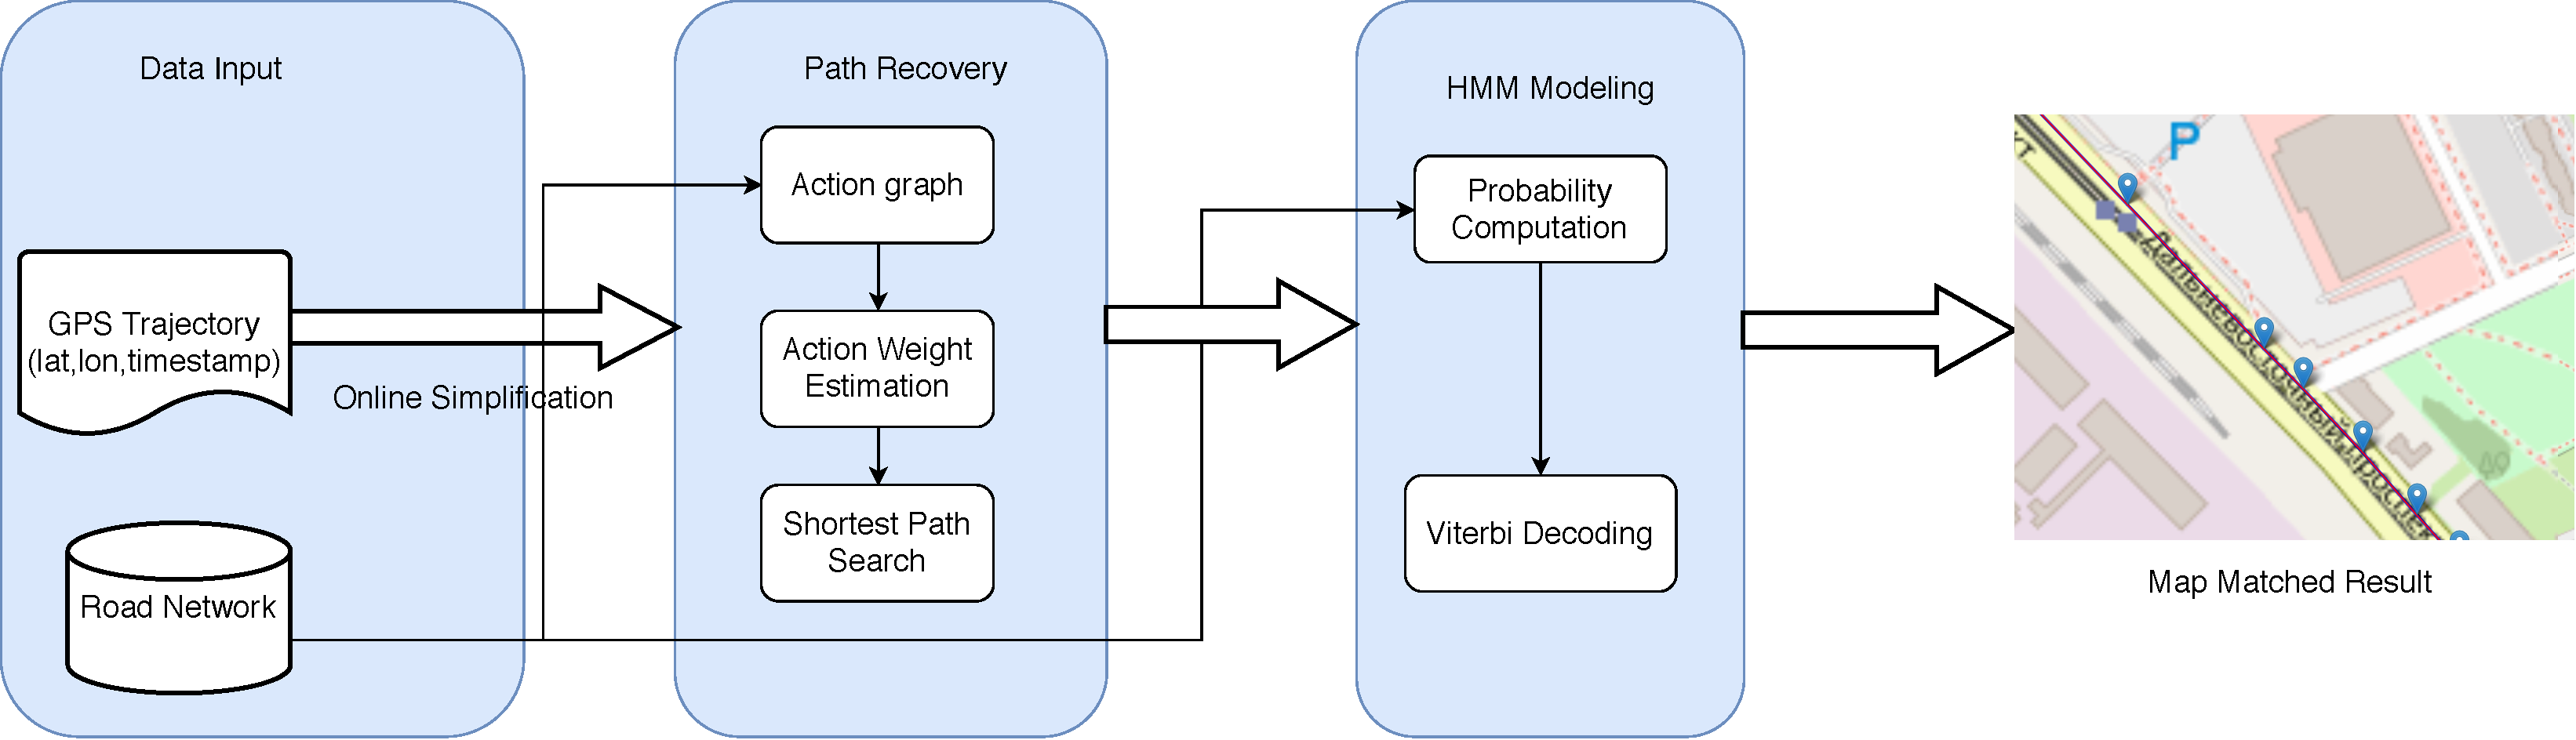 Data Input
GPS Trajectory
(lat,lon,timestamp)
Online Simplification
Road Network
Path Recovery
Action graph
Action Weight
Estimation
Shortest Path
Search
HMM Modeling
Probability
Computation
Viterbi Decoding
P
Map Matched Result